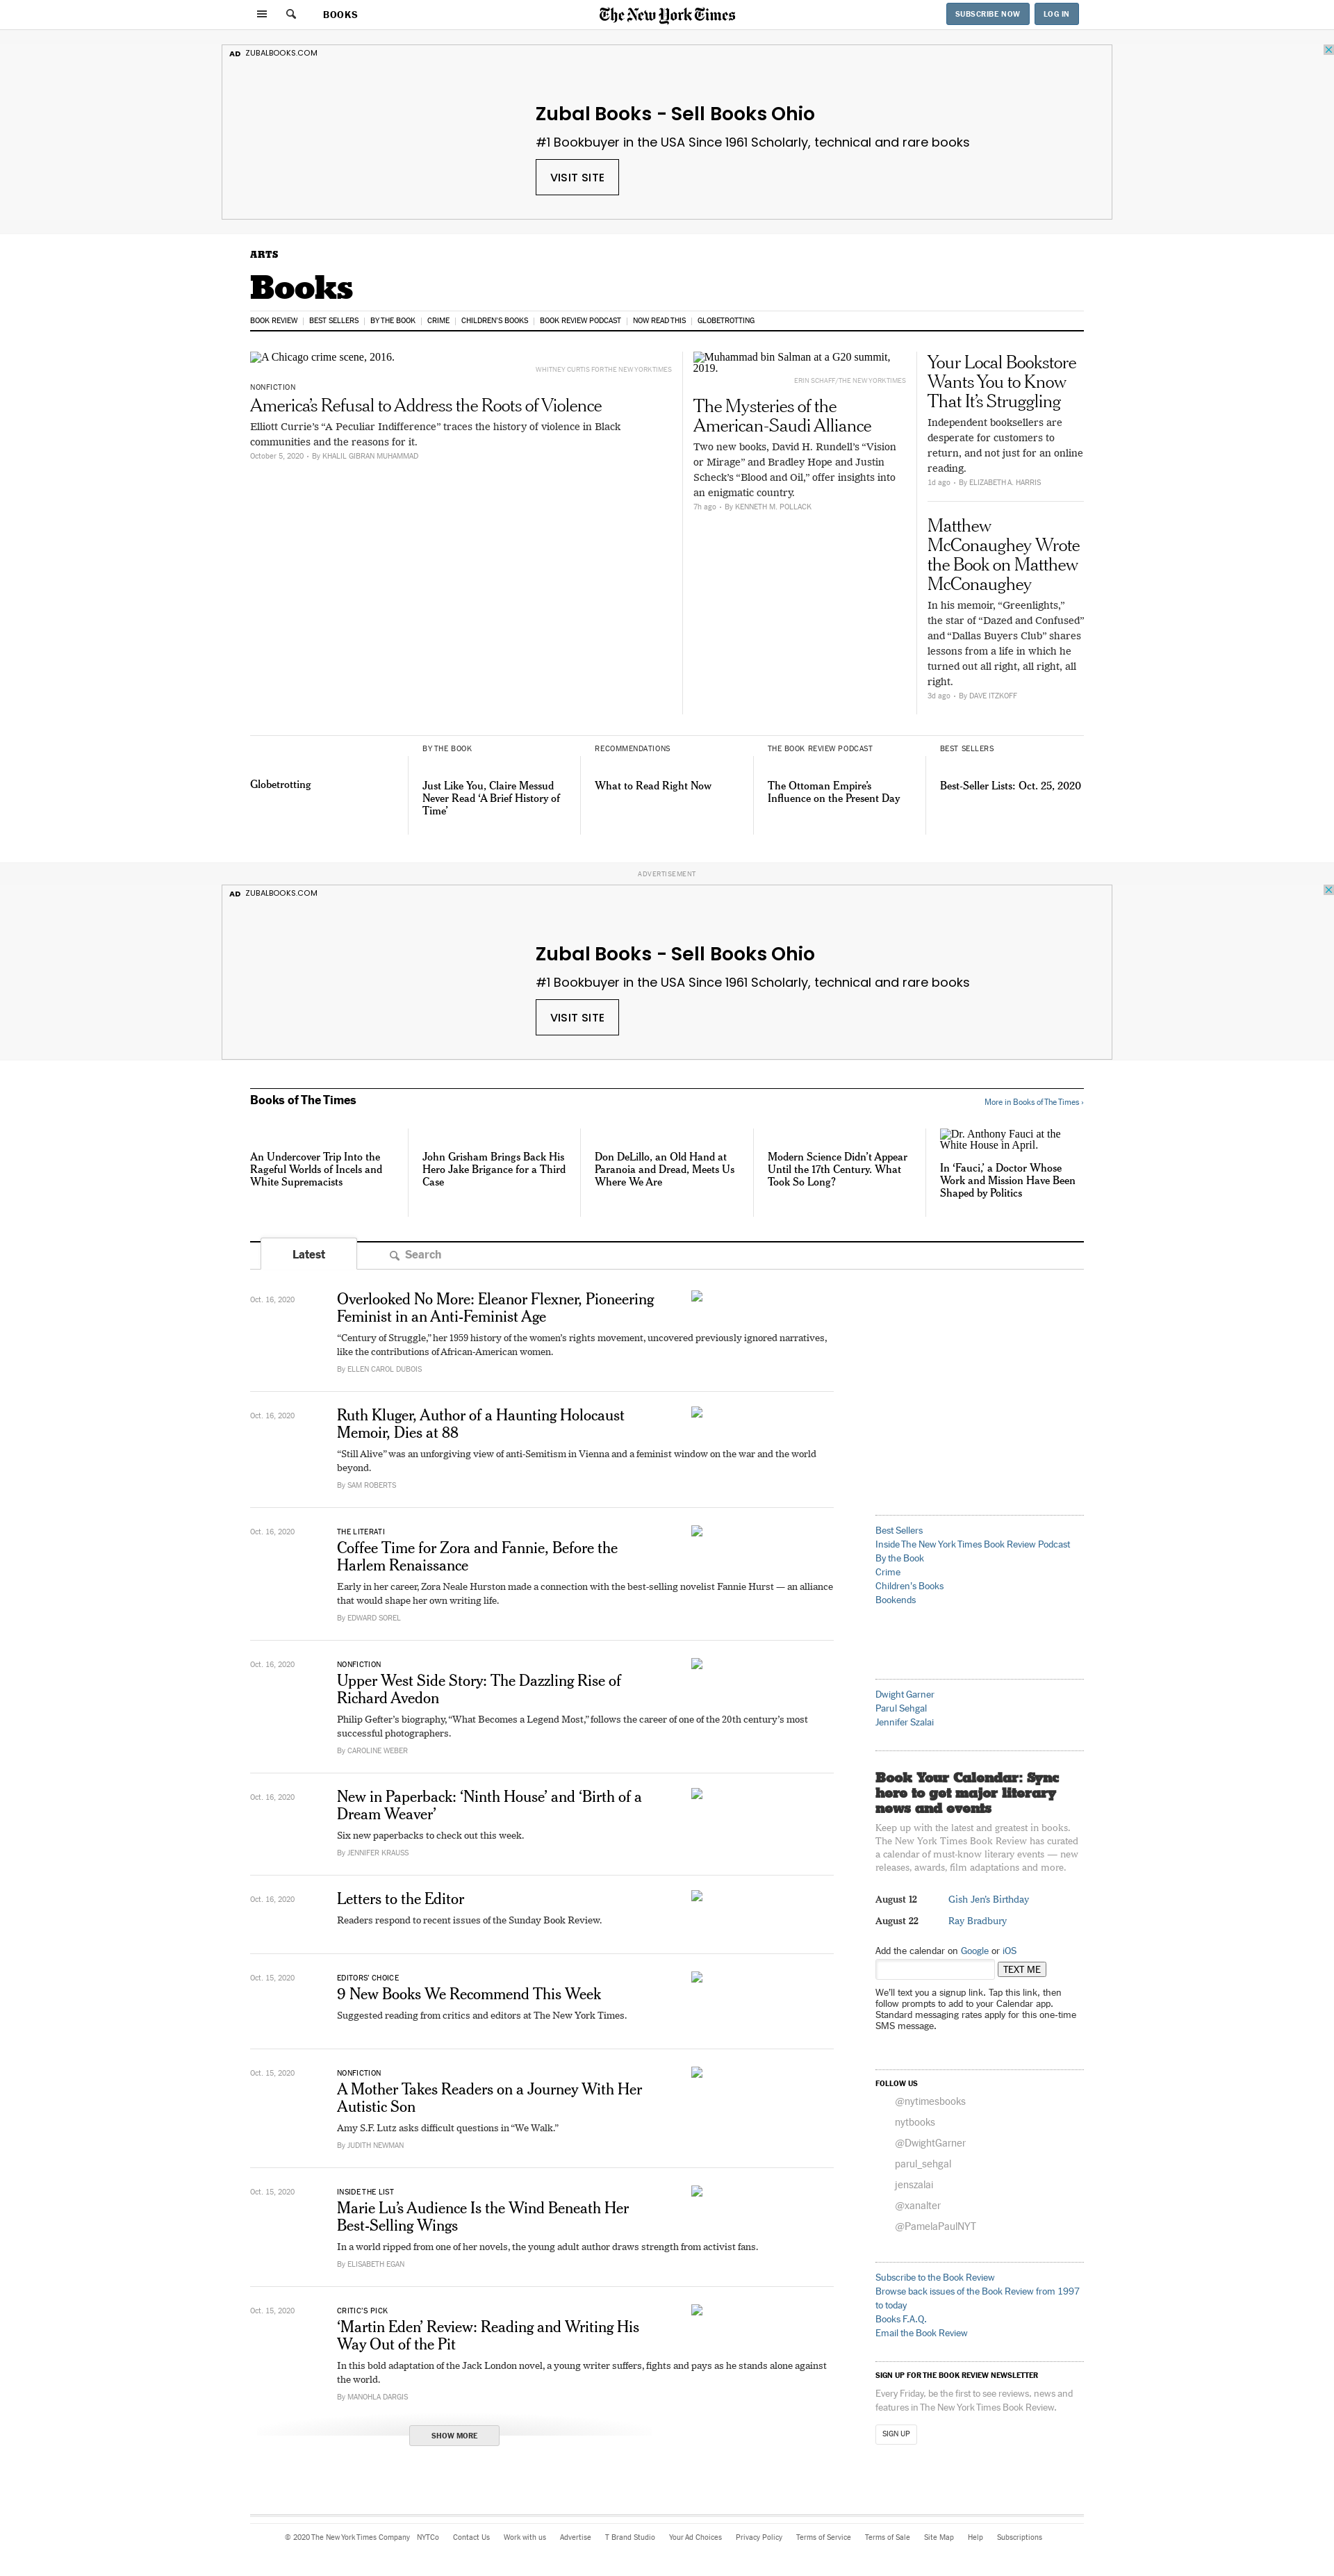 BOOKS
The New York Times
SUBSCRIBE NOW
LOG IN
AD ZUBALBOOKS.COM
Zubal Books - Sell Books Ohio
#1 Bookbuyer in the USA Since 1961 Scholarly, technical and rare books
VISIT SITE
ARTS
Books
BOOK REVIEW
BEST SELLERS
BY THE BOOK
CRIME
CHILDREN'S BOOKS
BOOK REVIEW PODCAST
NOW READ THIS
GLOBETROTTING
A Chicago crime scene, 2016.
WHITNEY CURTIS FOR THE NEW YORK TIMES
NONFICTION
America’s Refusal to Address the Roots of Violence
Elliott Currie’s “A Peculiar Indifference” traces the history of violence in Black
communities and the reasons for it.
October 5, 2020 • By KHALIL GIBRAN MUHAMMAD
Muhammad bin Salman at a G20 summit,
2019.
ERIN SCHAFF/THE NEW YORK TIMES
The Mysteries of the
American-Saudi Alliance
Two new books, David H. Rundell’s “Vision
or Mirage” and Bradley Hope and Justin
Scheck’s “Blood and Oil,” offer insights into
an enigmatic country.
7h ago • By KENNETH M. POLLACK
Your Local Bookstore
Wants You to Know
That It’s Struggling
Independent booksellers are
desperate for customers to
return, and not just for an online
reading.
1d ago • By ELIZABETH A. HARRIS
Matthew
McConaughey Wrote
the Book on Matthew
McConaughey
In his memoir, “Greenlights,”
the star of “Dazed and Confused”
and “Dallas Buyers Club” shares
lessons from a life in which he
turned out all right, all right, all
right.
3d ago • By DAVE ITZKOFF
Globetrotting
BY THE BOOK
Just Like You, Claire Messud
Never Read ‘A Brief History of
Time’
RECOMMENDATIONS
What to Read Right Now
THE BOOK REVIEW PODCAST
The Ottoman Empire’s
Influence on the Present Day
BEST SELLERS
Best-Seller Lists: Oct. 25, 2020
ADVERTISEMENT
AD ZUBALBOOKS.COM
Zubal Books - Sell Books Ohio
#1 Bookbuyer in the USA Since 1961 Scholarly, technical and rare books
VISIT SITE
Books of The Times
More in Books of The Times ›
An Undercover Trip Into the
Rageful Worlds of Incels and
White Supremacists
John Grisham Brings Back His
Hero Jake Brigance for a Third
Case
Don DeLillo, an Old Hand at
Paranoia and Dread, Meets Us
Where We Are
Modern Science Didn’t Appear
Until the 17th Century. What
Took So Long?
Dr. Anthony Fauci at the
White House in April.
In ‘Fauci,’ a Doctor Whose
Work and Mission Have Been
Shaped by Politics
Latest
Search
Oct. 16, 2020
Overlooked No More: Eleanor Flexner, Pioneering
Feminist in an Anti-Feminist Age
“Century of Struggle,” her 1959 history of the women’s rights movement, uncovered previously ignored narratives,
like the contributions of African-American women.
By ELLEN CAROL DUBOIS
Oct. 16, 2020
Ruth Kluger, Author of a Haunting Holocaust
Memoir, Dies at 88
“Still Alive” was an unforgiving view of anti-Semitism in Vienna and a feminist window on the war and the world
beyond.
By SAM ROBERTS
Oct. 16, 2020
THE LITERATI
Coffee Time for Zora and Fannie, Before the
Harlem Renaissance
Early in her career, Zora Neale Hurston made a connection with the best-selling novelist Fannie Hurst — an alliance
that would shape her own writing life.
By EDWARD SOREL
Oct. 16, 2020
NONFICTION
Upper West Side Story: The Dazzling Rise of
Richard Avedon
Philip Gefter’s biography, “What Becomes a Legend Most,” follows the career of one of the 20th century’s most
successful photographers.
By CAROLINE WEBER
Oct. 16, 2020
New in Paperback: ‘Ninth House’ and ‘Birth of a
Dream Weaver’
Six new paperbacks to check out this week.
By JENNIFER KRAUSS
Oct. 16, 2020
Letters to the Editor
Readers respond to recent issues of the Sunday Book Review.
Oct. 15, 2020
EDITORS’ CHOICE
9 New Books We Recommend This Week
Suggested reading from critics and editors at The New York Times.
Oct. 15, 2020
NONFICTION
A Mother Takes Readers on a Journey With Her
Autistic Son
Amy S.F. Lutz asks difficult questions in “We Walk.”
By JUDITH NEWMAN
Oct. 15, 2020
INSIDE THE LIST
Marie Lu’s Audience Is the Wind Beneath Her
Best-Selling Wings
In a world ripped from one of her novels, the young adult author draws strength from activist fans.
By ELISABETH EGAN
Oct. 15, 2020
CRITIC’S PICK
‘Martin Eden’ Review: Reading and Writing His
Way Out of the Pit
In this bold adaptation of the Jack London novel, a young writer suffers, fights and pays as he stands alone against
the world.
By MANOHLA DARGIS
SHOW MORE
Best Sellers
Inside The New York Times Book Review Podcast
By the Book
Crime
Children's Books
Bookends
Dwight Garner
Parul Sehgal
Jennifer Szalai
Book Your Calendar: Sync
here to get major literary
news and events
Keep up with the latest and greatest in books.
The New York Times Book Review has curated
a calendar of must-know literary events — new
releases, awards, film adaptations and more.
August 12 Gish Jen’s Birthday
August 22 Ray Bradbury
Add the calendar on Google or iOS
TEXT ME
We’ll text you a signup link. Tap this link, then
follow prompts to add to your Calendar app.
Standard messaging rates apply for this one-time
SMS message.
FOLLOW US
@nytimesbooks
nytbooks
@DwightGarner
parul_sehgal
jenszalai
@xanalter
@PamelaPaulNYT
Subscribe to the Book Review
Browse back issues of the Book Review from 1997
to today
Books F.A.Q.
Email the Book Review
SIGN UP FOR THE BOOK REVIEW NEWSLETTER
Every Friday, be the first to see reviews, news and
features in The New York Times Book Review.
SIGN UP
© 2020 The New York Times Company NYTCo Contact Us Work with us Advertise T Brand Studio Your Ad Choices Privacy Policy Terms of Service Terms of Sale Site Map Help Subscriptions